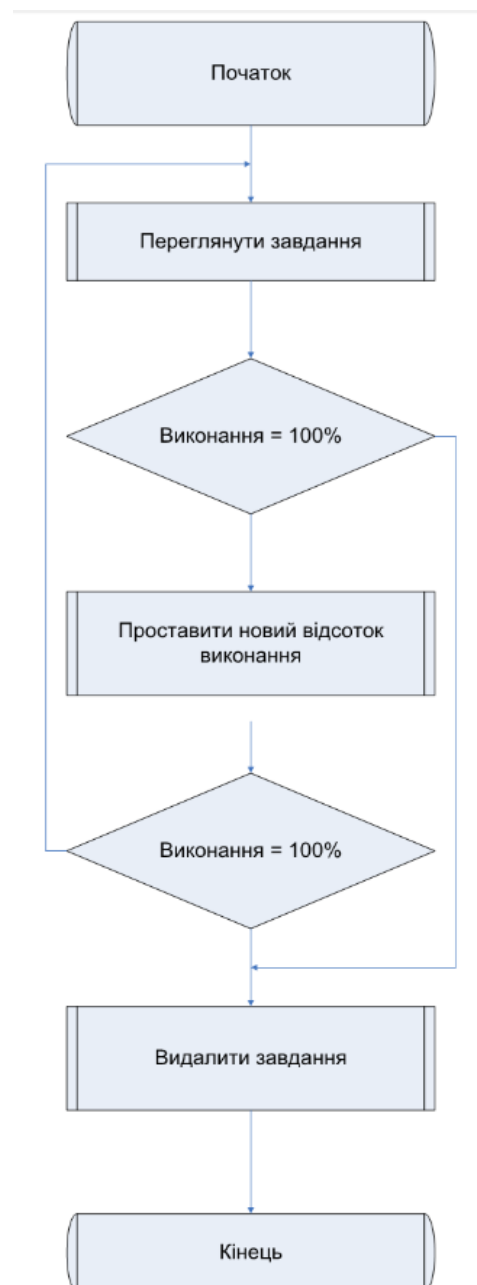 Початок
Переглянути завдання
Виконання = 100%
Проставити новий відсоток
виконання
Виконання = 100%
Видалити завдання
Кінець